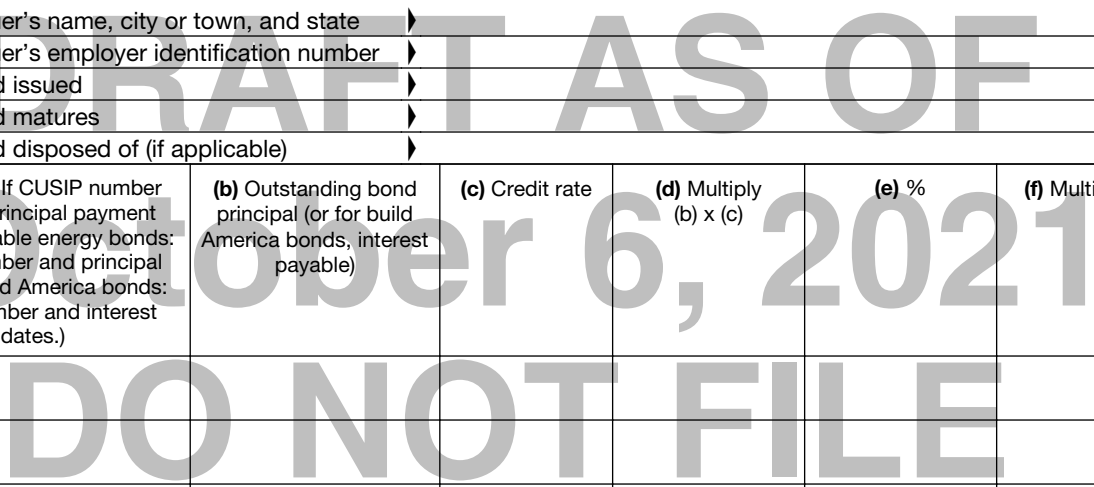 er's name, city or town, and state
er's employer identification number
d issued
d matures
d disposed of (if applicable)
DRAFT AS OF
If CUSIP number
rincipal payment
able energy bonds:
ber and principal
d America bonds:
mber and interest
dates.)
(b) Outstanding bond
principal (or for build
America bonds, interest
payable)
(c) Credit rate
(d) Multiply
(b) x (c)
(e) %
(f) Multi
October 6, 2021
DO NOT FILE